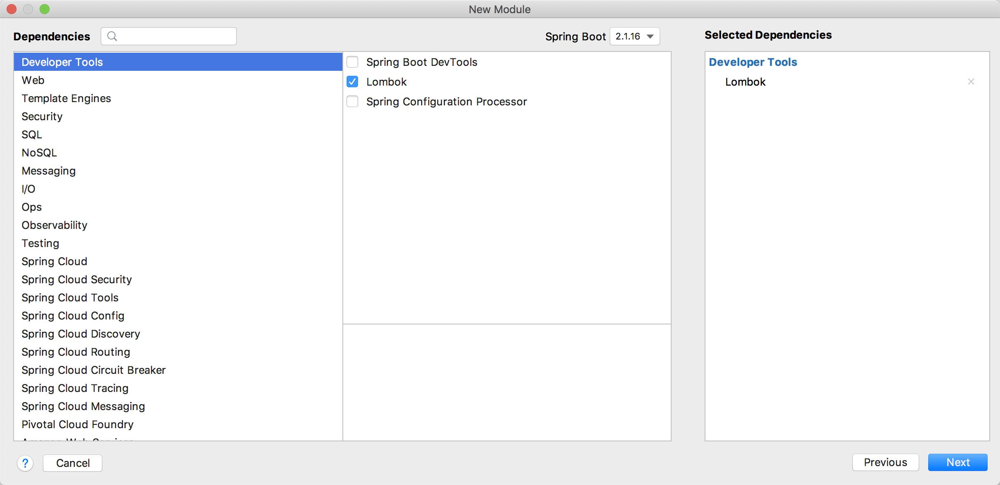 New Module
Dependencies
Spring Boot 2.1.16
Selected Dependencies
Developer Tools
Web
Template Engines
Security
SQL
NoSQL
Messaging
I/O
Ops
Observability
Testing
Spring Cloud
Spring Cloud Security
Spring Cloud Tools
Spring Cloud Config
Spring Cloud Discovery
Spring Cloud Routing
Spring Cloud Circuit Breaker
Spring Cloud Tracing
Spring Cloud Messaging
Pivotal Cloud Foundry
Amazon Web Services
Spring Boot DevTools
Lombok
Spring Configuration Processor
Developer Tools
Lombok
?
Cancel
Previous
Next